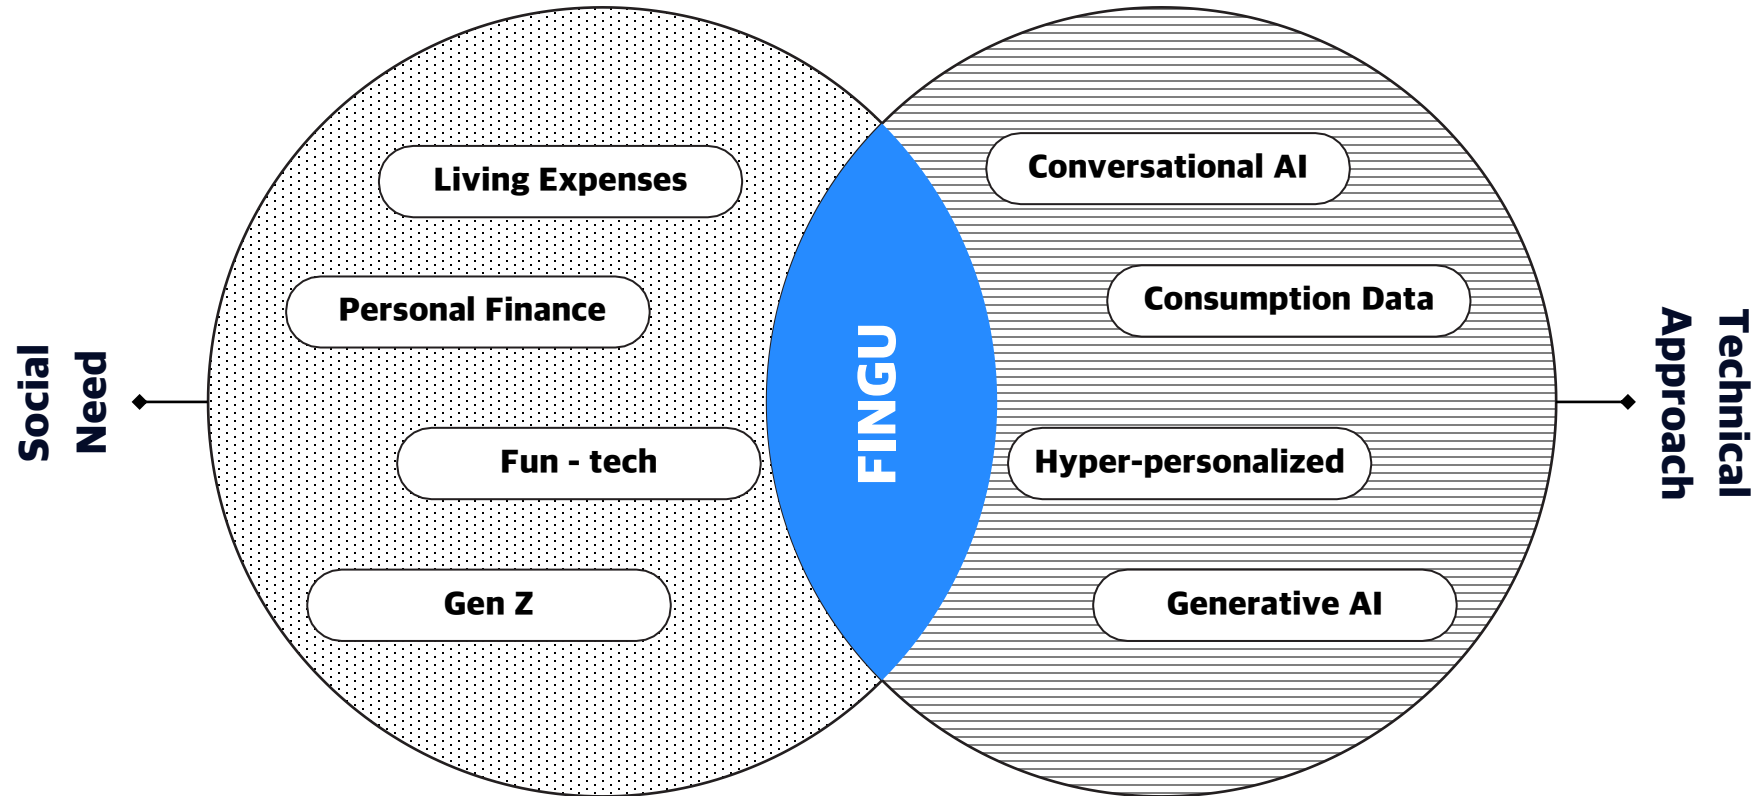 Social
Need
Living Expenses
Personal Finance
Fun - tech
Gen Z
FINGU
Conversational AI
Consumption Data
Hyper-personalized
Generative AI
Technical
Approach